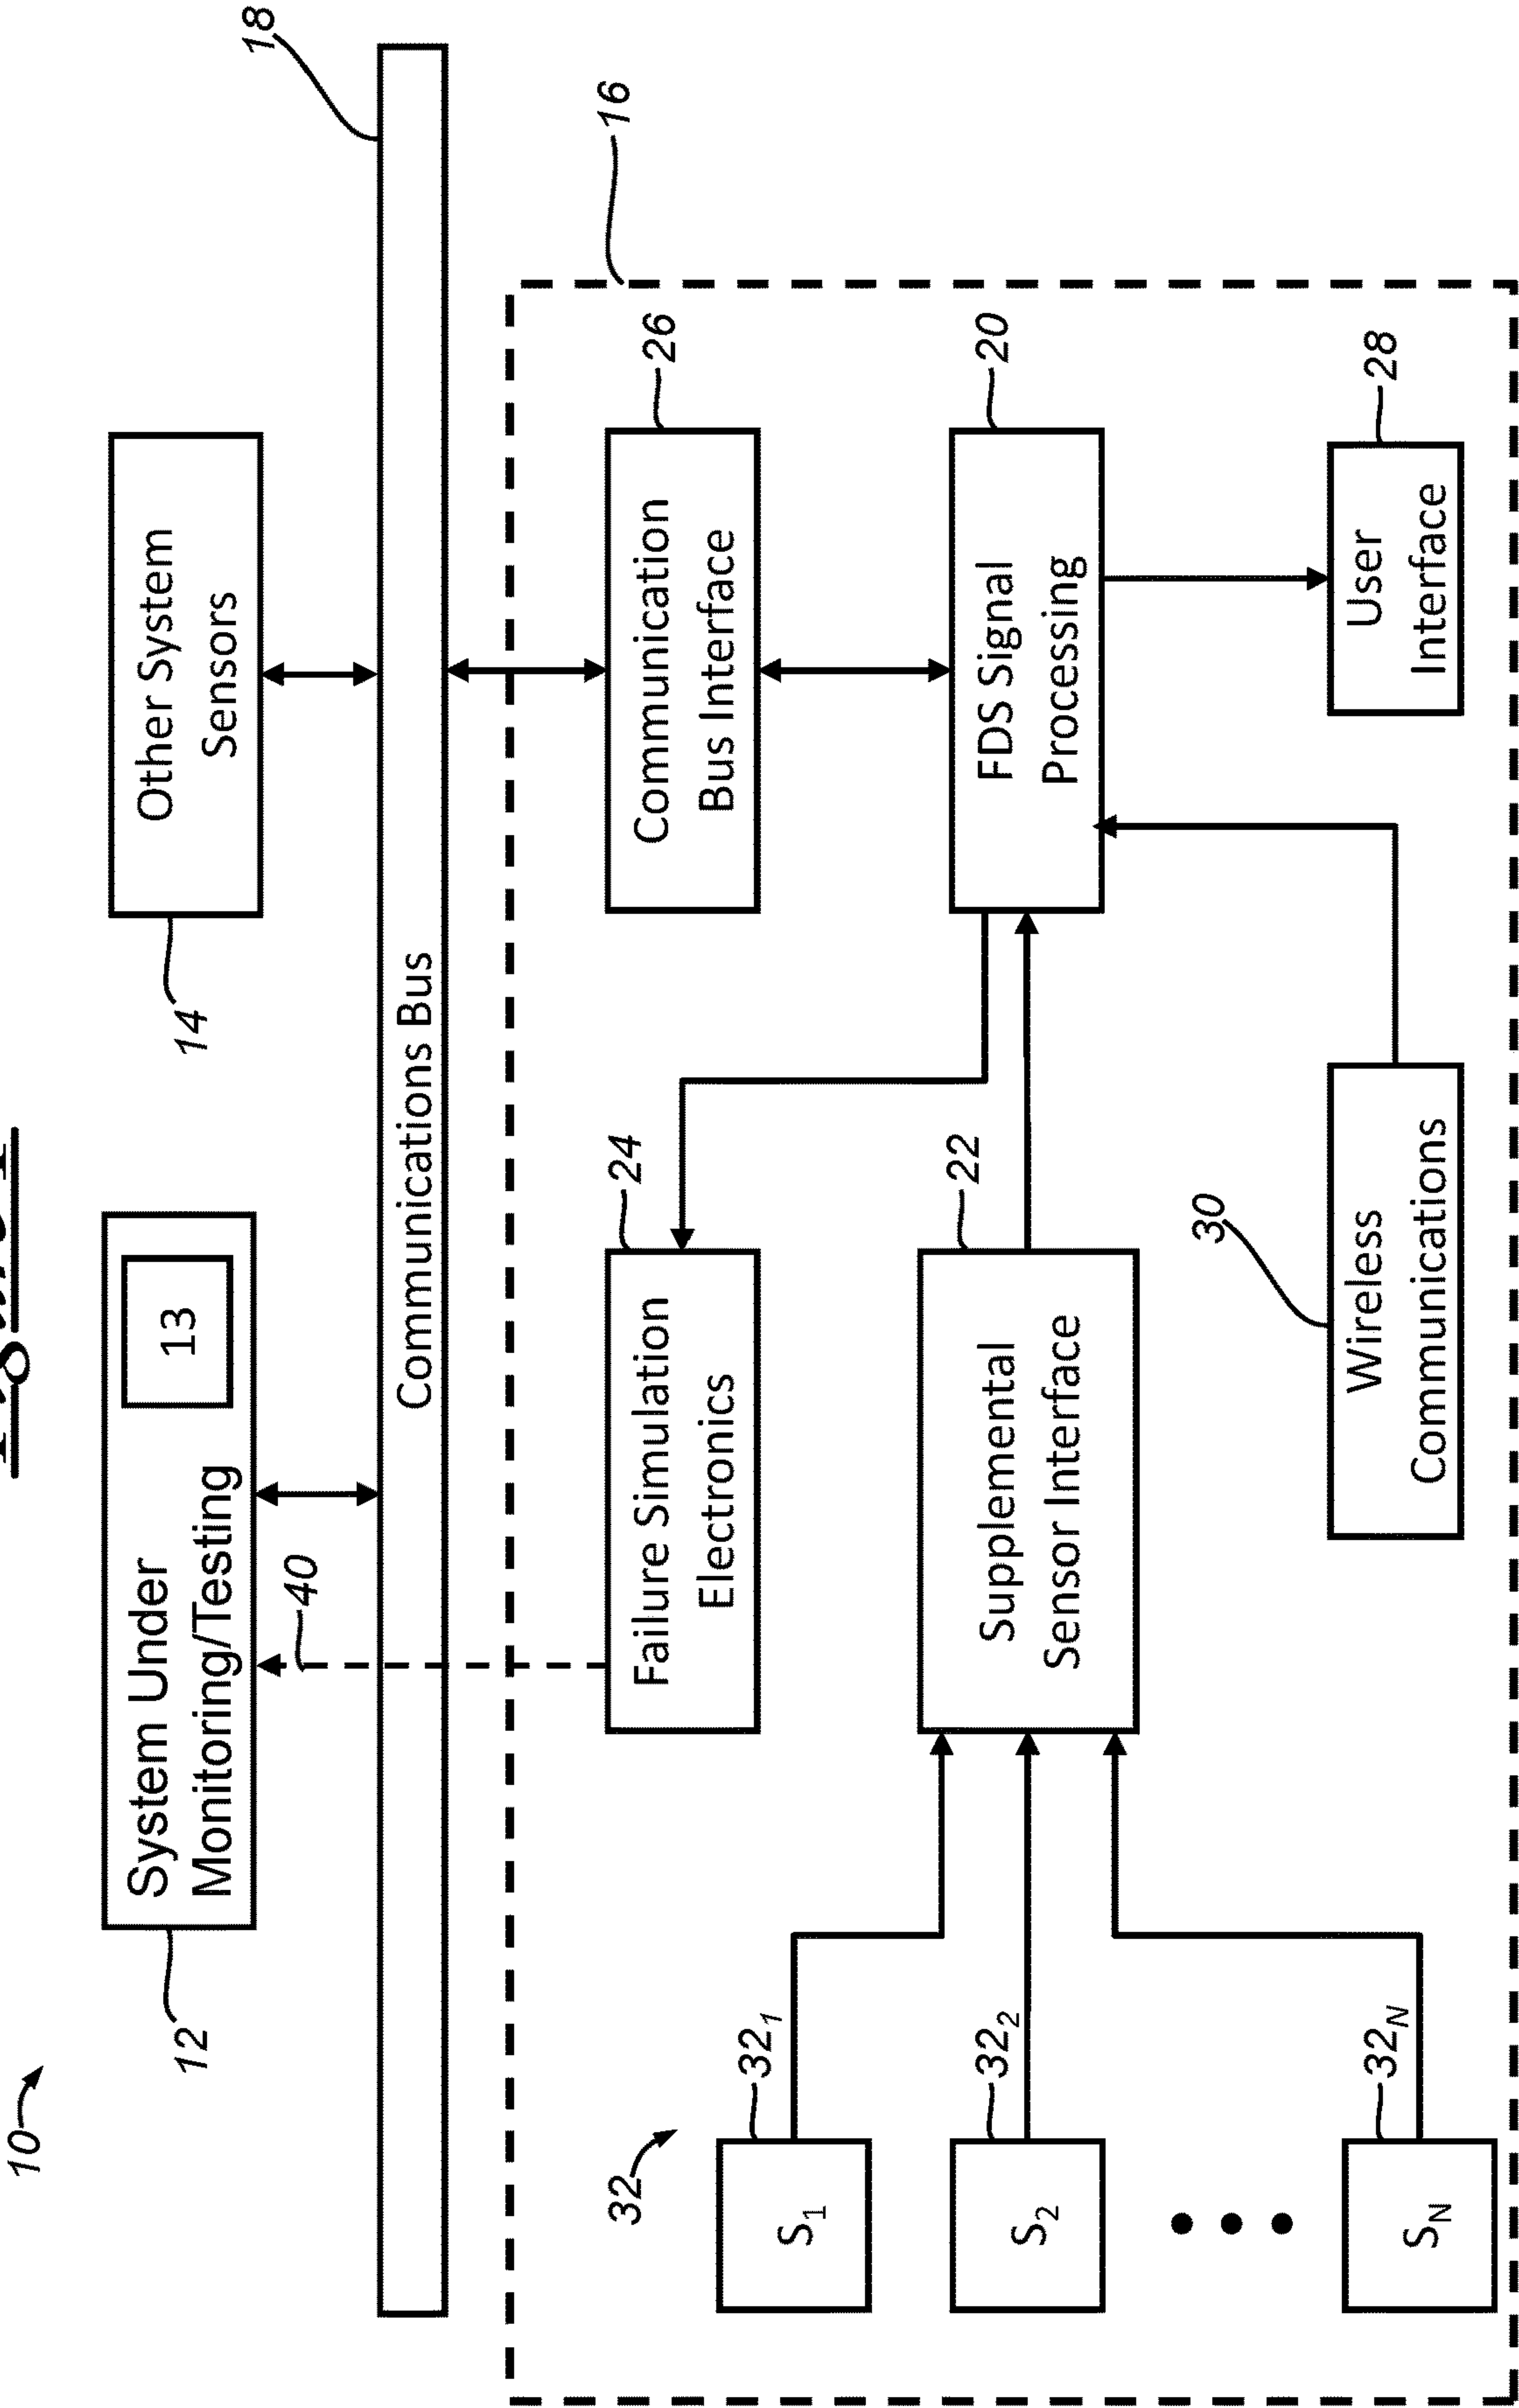 10
12
System Under
Monitoring/Testing
13
14
Other System
Sensors
40
18
Communications Bus
16
24
Failure Simulation
Electronics
26
Communication
Bus Interface
32
32₁
S₁
22
Supplemental
Sensor Interface
20
FDS Signal
Processing
32₂
S₂
30
Wireless
Communications
28
User
Interface
32N
SN